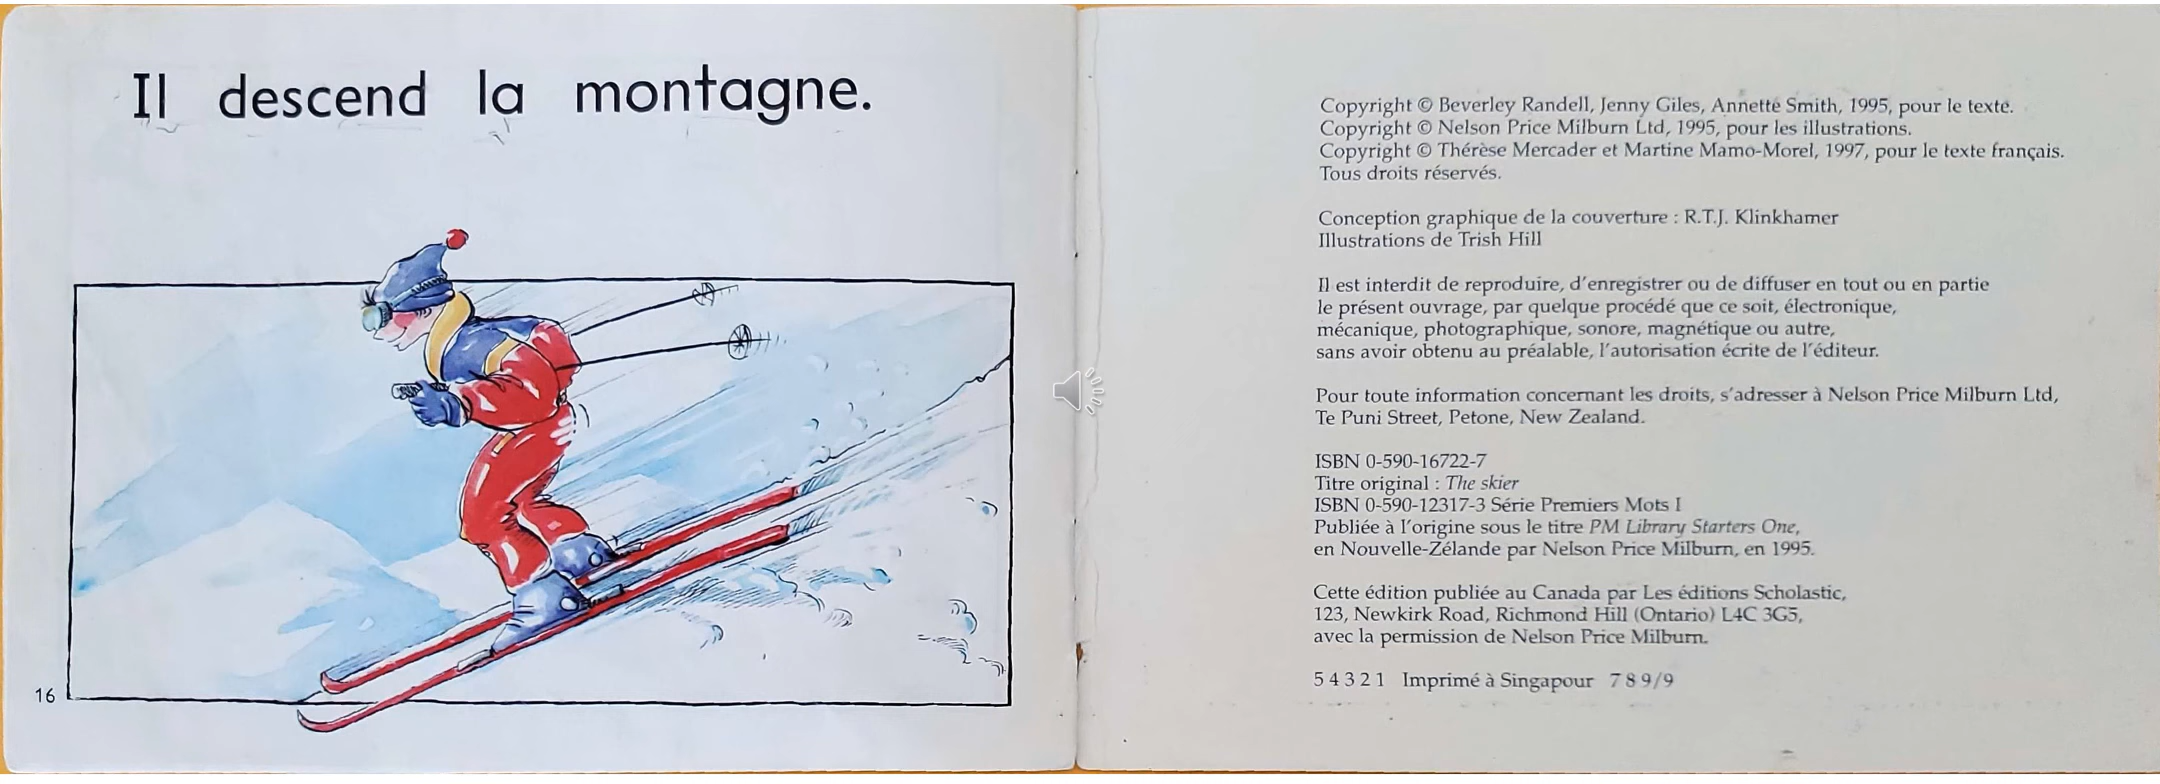 Il descend la montagne.
16
Copyright © Beverley Randell, Jenny Giles, Annette Smith, 1995, pour le texte.
Copyright © Nelson Price Milburn Ltd, 1995, pour les illustrations.
Copyright © Thérèse Mercader et Martine Mamo-Morel, 1997, pour le texte français.
Tous droits réservés.
Conception graphique de la couverture : R.T.J. Klinkhamer
Illustrations de Trish Hill
Il est interdit de reproduire, d'enregistrer ou de diffuser en tout ou en partie
le présent ouvrage, par quelque procédé que ce soit, électronique,
mécanique, photographique, sonore, magnétique ou autre,
sans avoir obtenu au préalable, l'autorisation écrite de l'éditeur.
Pour toute information concernant les droits, s'adresser à Nelson Price Milburn Ltd,
Te Puni Street, Petone, New Zealand.
ISBN 0-590-16722-7
Titre original : The skier
ISBN 0-590-12317-3 Série Premiers Mots I
Publiée à l'origine sous le titre PM Library Starters One,
en Nouvelle-Zélande par Nelson Price Milburn, en 1995.
Cette édition publiée au Canada par Les éditions Scholastic,
123, Newkirk Road, Richmond Hill (Ontario) L4C 3G5,
avec la permission de Nelson Price Milburn.
5 4 3 2 1 Imprimé à Singapour 7 8 9/9